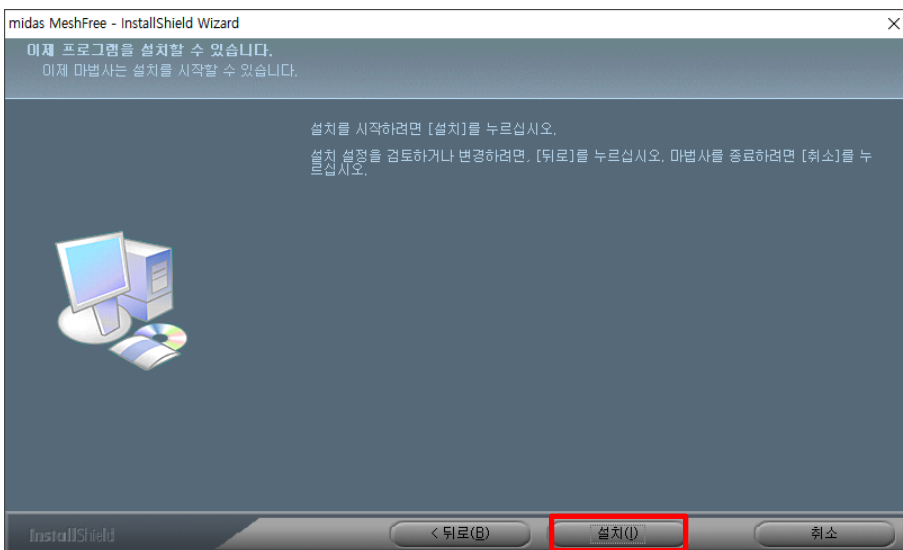 midas MeshFree - InstallShield Wizard
이제 프로그램을 설치할 수 있습니다.
이제 마법사는 설치를 시작할 수 있습니다.
설치를 시작하려면 [설치]를 누르십시오.
설치 설정을 검토하거나 변경하려면, [뒤로]를 누르십시오. 마법사를 종료하려면 [취소]를 누
르십시오.
InstallShield
< 뒤로(B)
설치(I)
취소